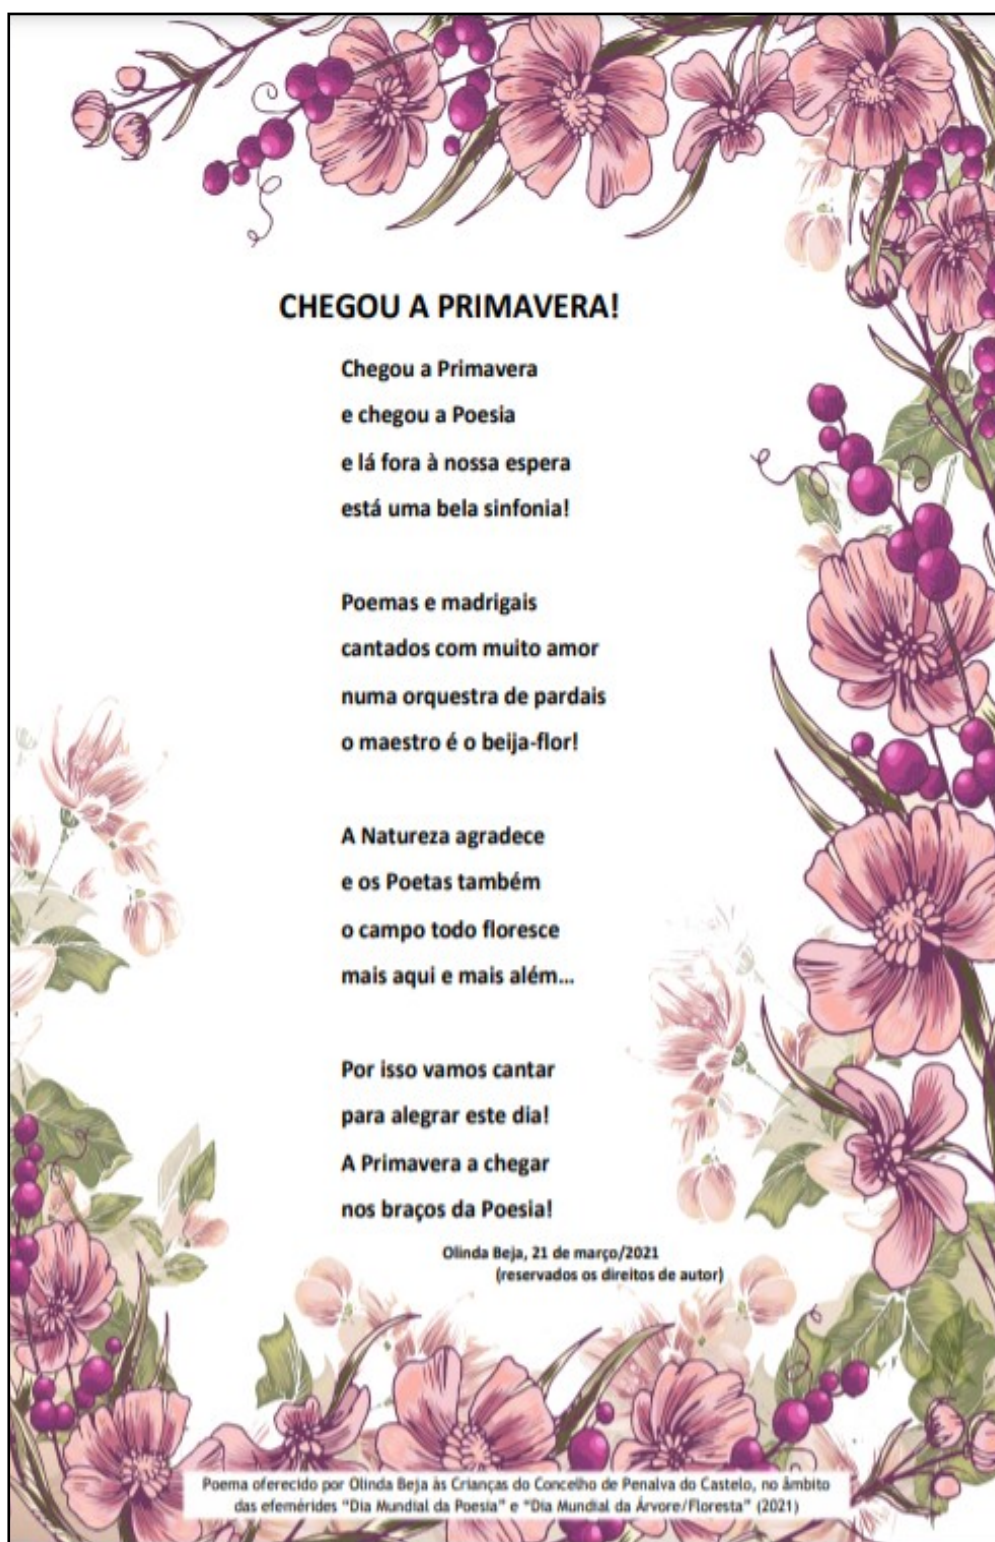 CHEGOU A PRIMAVERA!
Chegou a Primavera
e chegou a Poesia
e lá fora à nossa espera
está uma bela sinfonia!
Poemas e madrigais
cantados com muito amor
numa orquestra de pardais
o maestro é o beija-flor!
A Natureza agradece
e os Poetas também
o campo todo floresce
mais aqui e mais além...
Por isso vamos cantar
para alegrar este dia!
A Primavera a chegar
nos braços da Poesia!
Olinda Beja, 21 de março/2021
(reservados os direitos de autor)
Poema oferecido por Olinda Beja às Crianças do Concelho de Penalva do Castelo, no âmbito
das efemérides "Dia Mundial da Poesia" e "Dia Mundial da Árvore/Floresta" (2021)